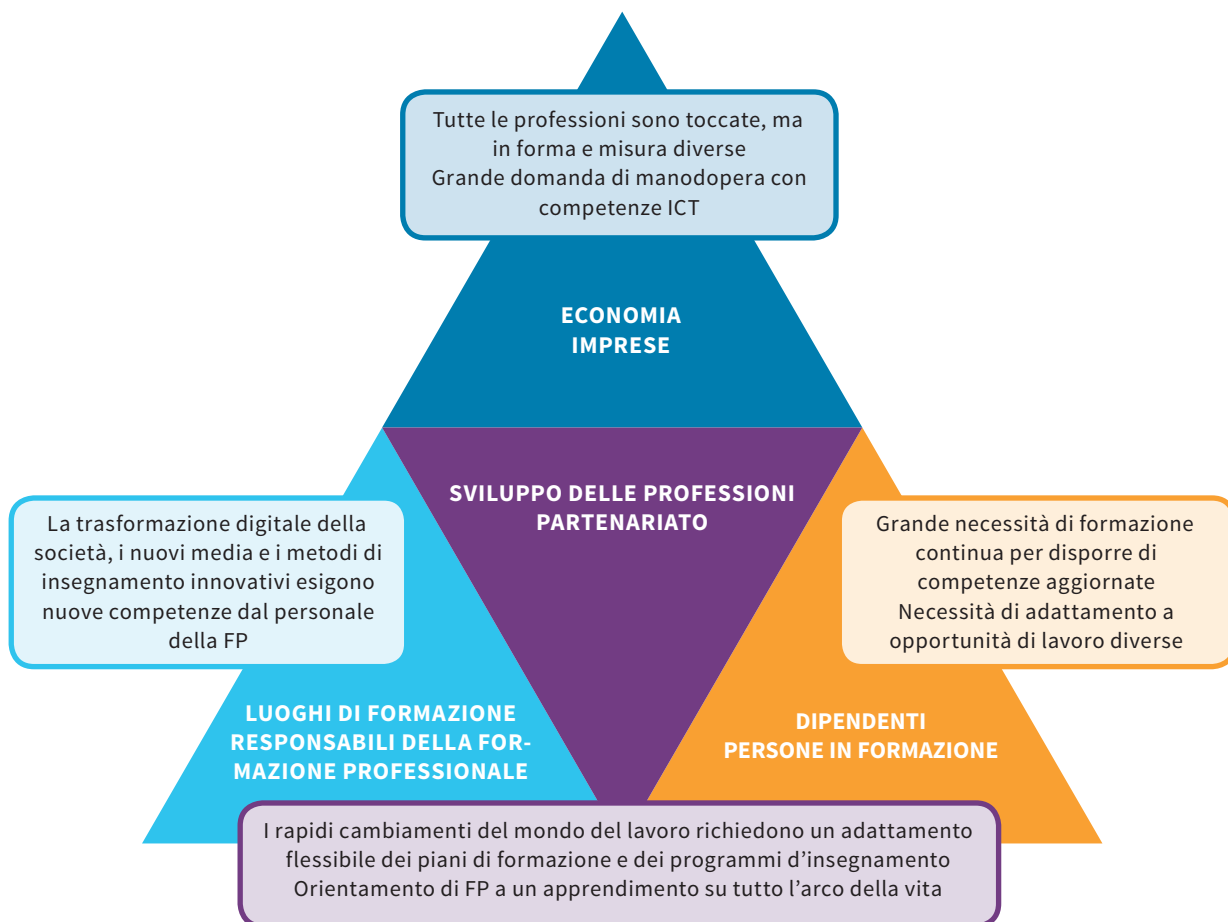 Tutte le professioni sono toccate, ma
in forma e misura diverse
Grande domanda di manodopera con
competenze ICT
ECONOMIA
IMPRESE
SVILUPPO DELLE PROFESSIONI
PARTENARIATO
La trasformazione digitale della
società, i nuovi media e i metodi di
insegnamento innovativi esigono
nuove competenze dal personale
della FP
Grande necessità di formazione
continua per disporre di
competenze aggiornate
Necessità di adattamento a
opportunità di lavoro diverse
LUOGHI DI FORMAZIONE
RESPONSABILI DELLA FOR-
MAZIONE PROFESSIONALE
DIPENDENTI
PERSONE IN FORMAZIONE
I rapidi cambiamenti del mondo del lavoro richiedono un adattamento
flessibile dei piani di formazione e dei programmi d’insegnamento
Orientamento di FP a un apprendimento su tutto l’arco della vita